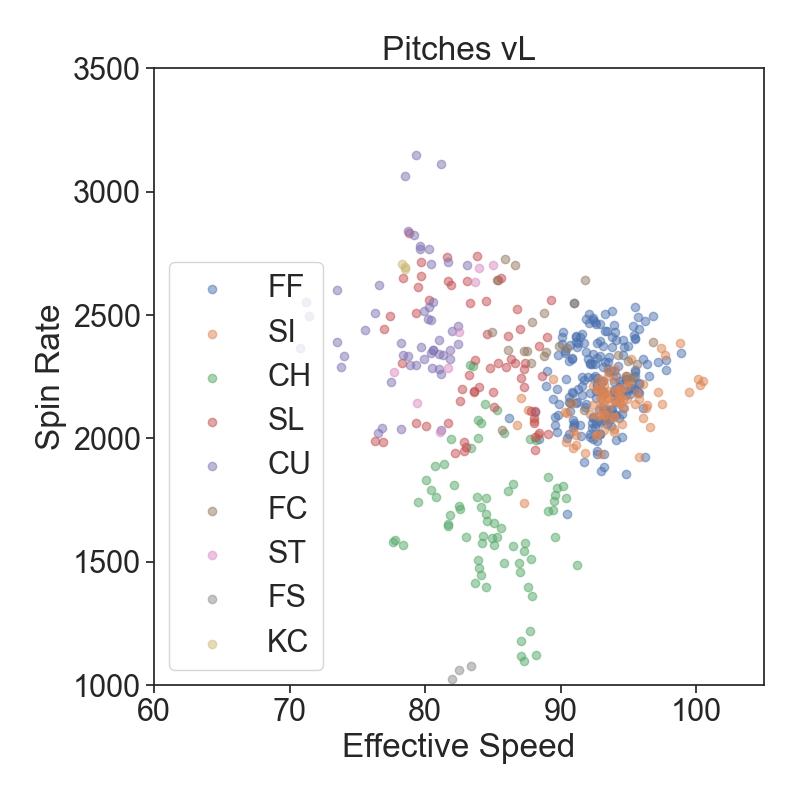 Pitches vL
3500
3000
2500
2000
1500
1000
Spin Rate
FF
SI
CH
SL
CU
FC
ST
FS
KC
60 70 80 90 100
Effective Speed